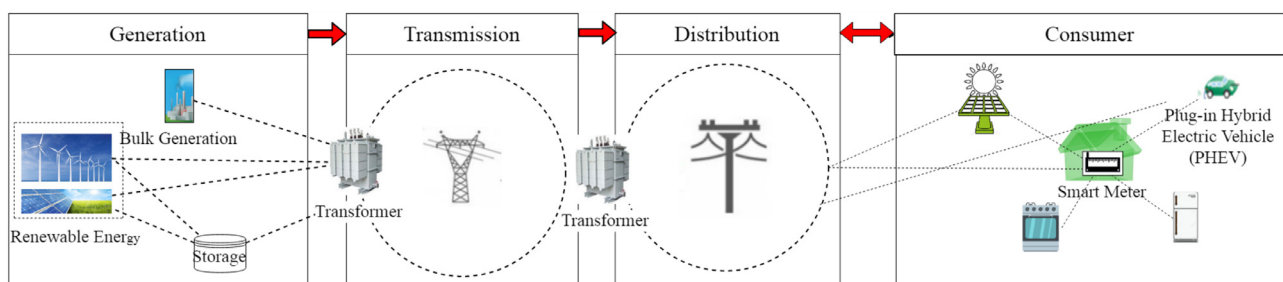 Generation
Transmission
Distribution
Consumer
Bulk Generation
Renewable Energy
Storage
Transformer
Transformer
Plug-in Hybrid
Electric Vehicle
(PHEV)
Smart Meter